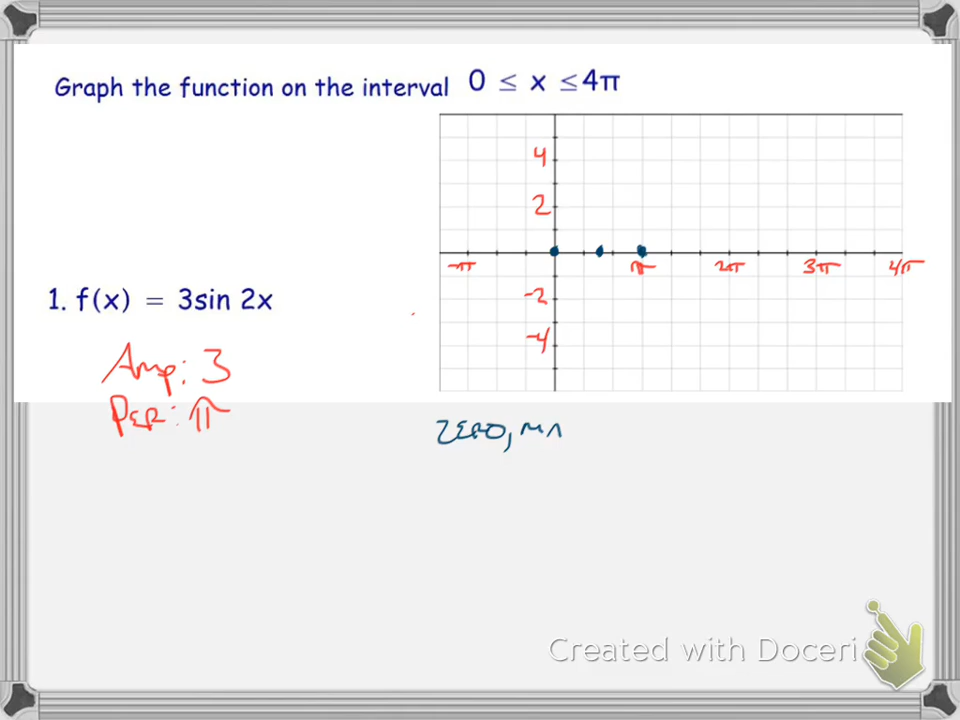 Graph the function on the interval 0 ≤ x ≤ 4π
4
2
-π π 2π 3π 4π
-2
1. f(x) = 3sin 2x
-4
Amp: 3
Per: π
ZERO, MA
Created with Doceri